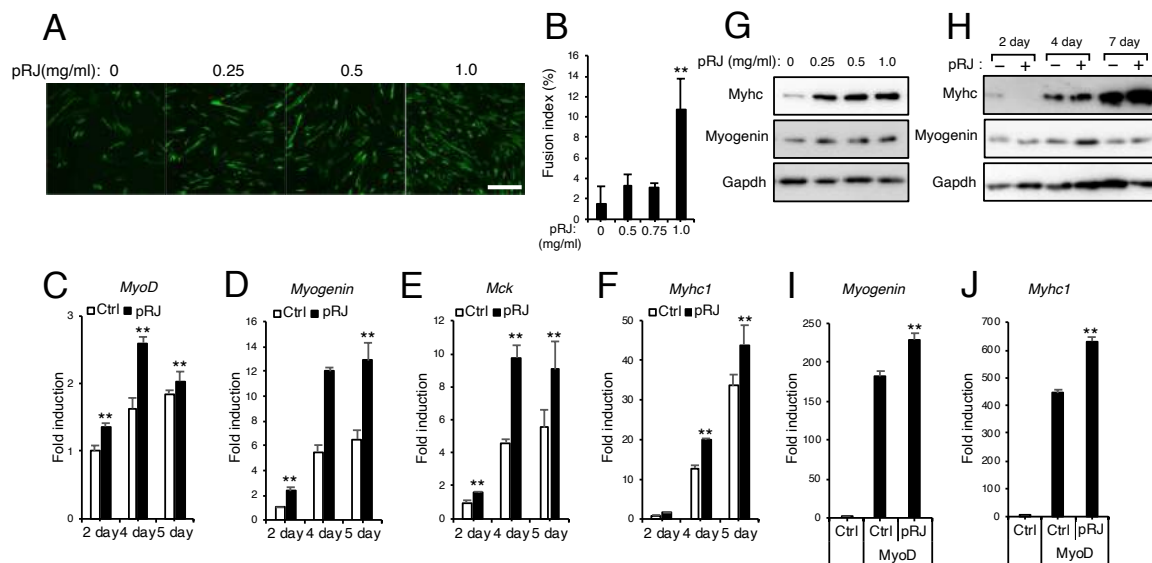 A
pRJ(mg/ml): 0 0.25 0.5 1.0
B
Fusion index (%)
16
14
12
10
8
6
4
2
0
**
pRJ: 0 0.5 0.75 1.0
(mg/ml)
G
pRJ (mg/ml): 0 0.25 0.5 1.0
Myhc
Myogenin
Gapdh
H
2 day 4 day 7 day
pRJ : − + − + − +
Myhc
Myogenin
Gapdh
C
MyoD
Ctrl pRJ
Fold induction
3
2
1
0
** ** **
2 day 4 day 5 day
D
Myogenin
Ctrl pRJ
Fold induction
16
14
12
10
8
6
4
2
0
** **
2 day 4 day 5 day
E
Mck
Ctrl pRJ
Fold induction
12
10
8
6
4
2
0
** ** **
2 day 4 day 5 day
F
Myhc1
Ctrl pRJ
Fold induction
50
40
30
20
10
0
** **
2 day 4 day 5 day
I
Myogenin
Fold induction
250
200
150
100
50
0
**
Ctrl Ctrl pRJ
MyoD
J
Myhc1
Fold induction
700
600
500
400
300
200
100
0
**
Ctrl Ctrl pRJ
MyoD